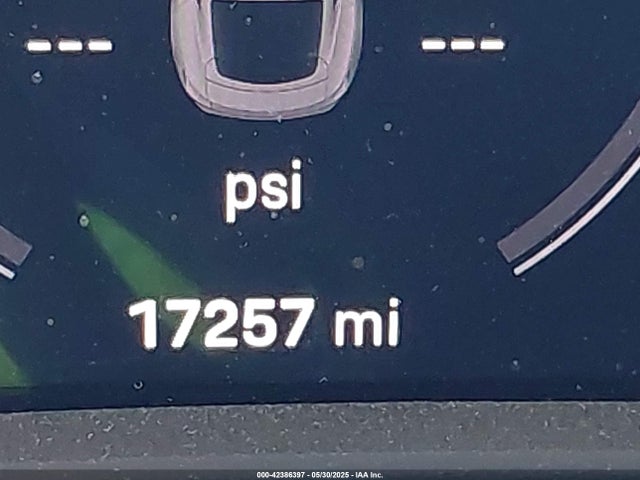 --- ---
psi
17257 mi
000-42386397 - 05/30/2025 - IAA Inc.